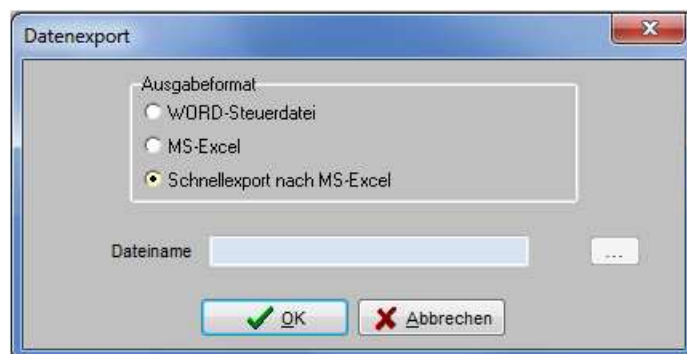 Datenexport
Ausgabeformat
WORD-Steuerdatei
MS-Excel
Schnellexport nach MS-Excel
Dateiname
...
OK
Abbrechen